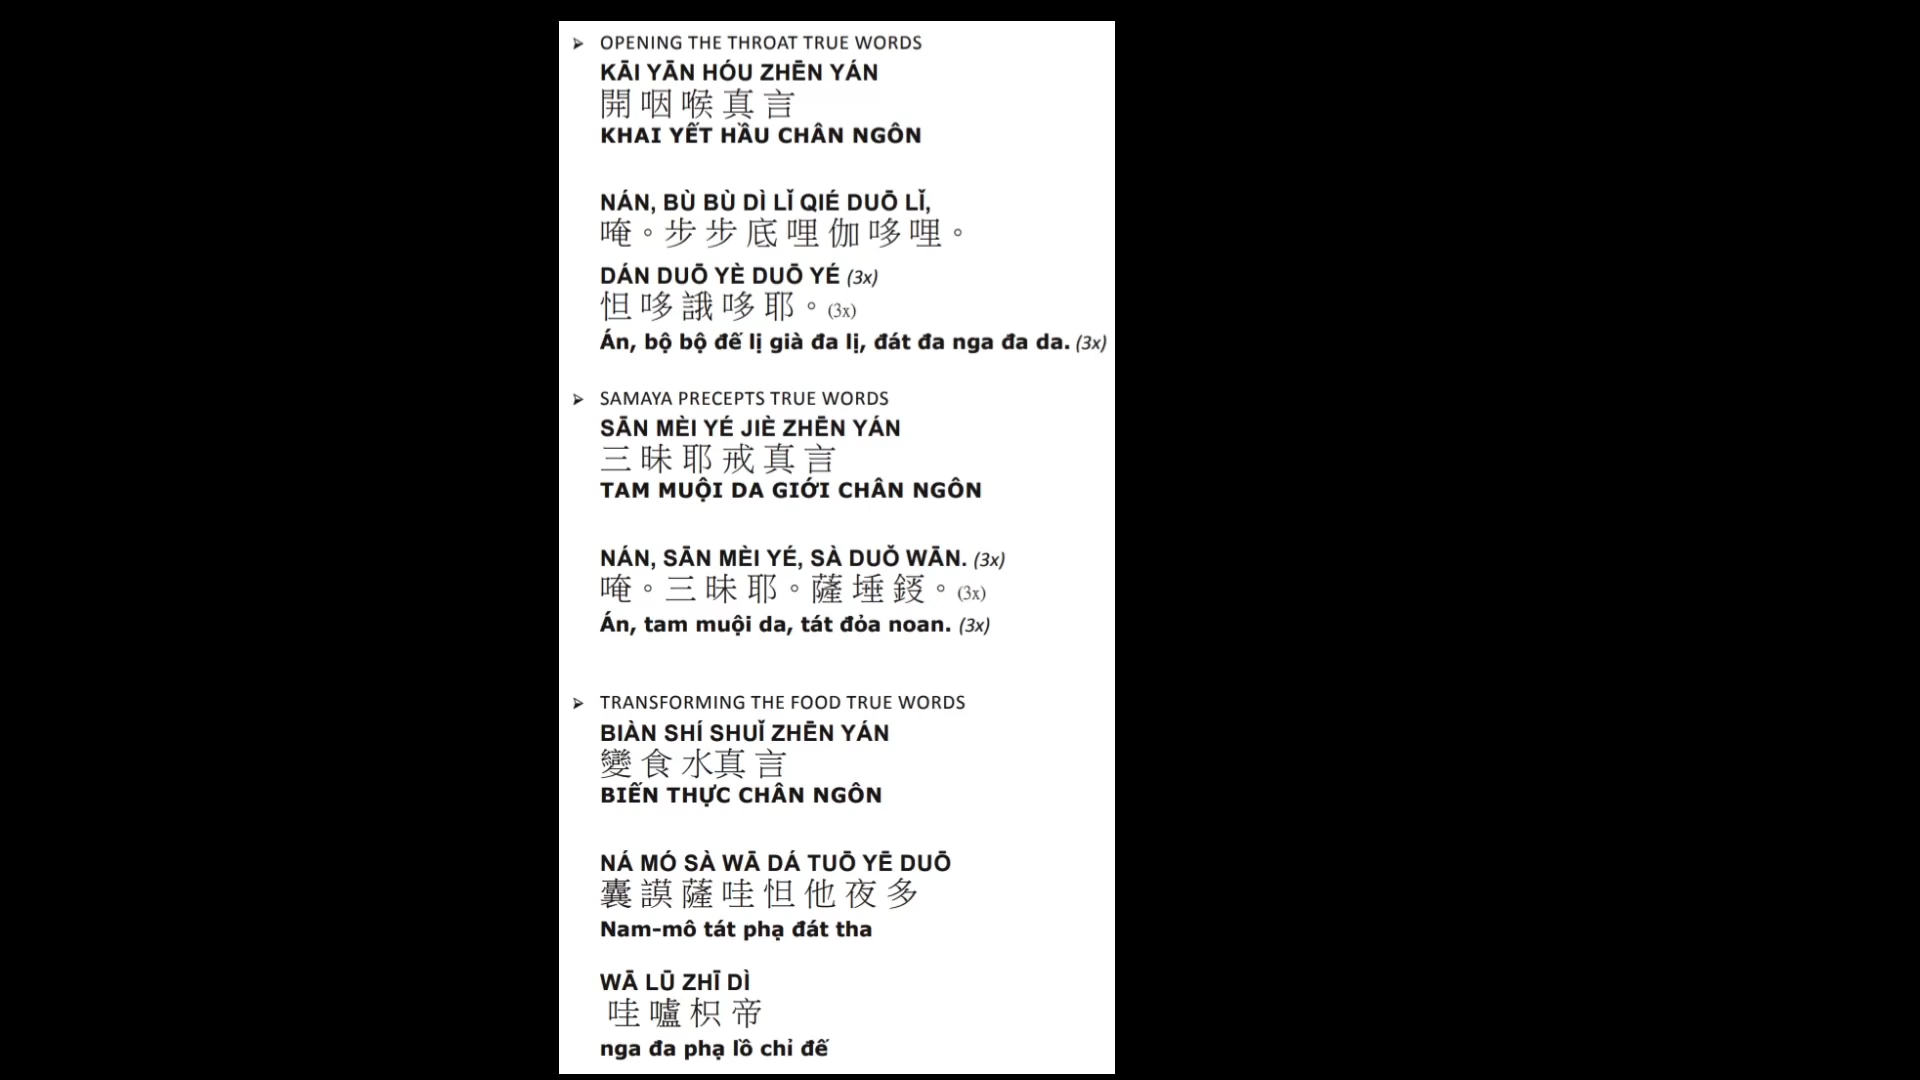 ➢ OPENING THE THROAT TRUE WORDS
KĀI YĀN HÓU ZHĒN YÁN
開 咽 喉 真 言
KHAI YẾT HẦU CHÂN NGÔN
NÁN, BÙ BÙ DÌ LǏ QIÉ DUŌ LǏ,
唵。步 步 底 哩 伽 哆 哩。
DÁN DUŌ YÈ DUŌ YÉ (3x)
怛 哆 誐 哆 耶。(3x)
Án, bộ bộ đế lị già đa lị, đát đa nga đa da. (3x)
➢ SAMAYA PRECEPTS TRUE WORDS
SĀN MÈI YÉ JIÈ ZHĒN YÁN
三 昧 耶 戒 真 言
TAM MUỘI DA GIỚI CHÂN NGÔN
NÁN, SĀN MÈI YÉ, SÀ DUǑ WĀN. (3x)
唵。三 昧 耶。薩 埵 鋄。(3x)
Án, tam muội da, tát đỏa noan. (3x)
➢ TRANSFORMING THE FOOD TRUE WORDS
BIÀN SHÍ SHUǏ ZHĒN YÁN
變 食 水真 言
BIẾN THỰC CHÂN NGÔN
NÁ MÓ SÀ WĀ DÁ TUŌ YĒ DUŌ
曩 謨 薩 哇 怛 他 夜 多
Nam-mô tát phạ đát tha
WĀ LŪ ZHĪ DÌ
哇 嚧 枳 帝
nga đa phạ lồ chỉ đế